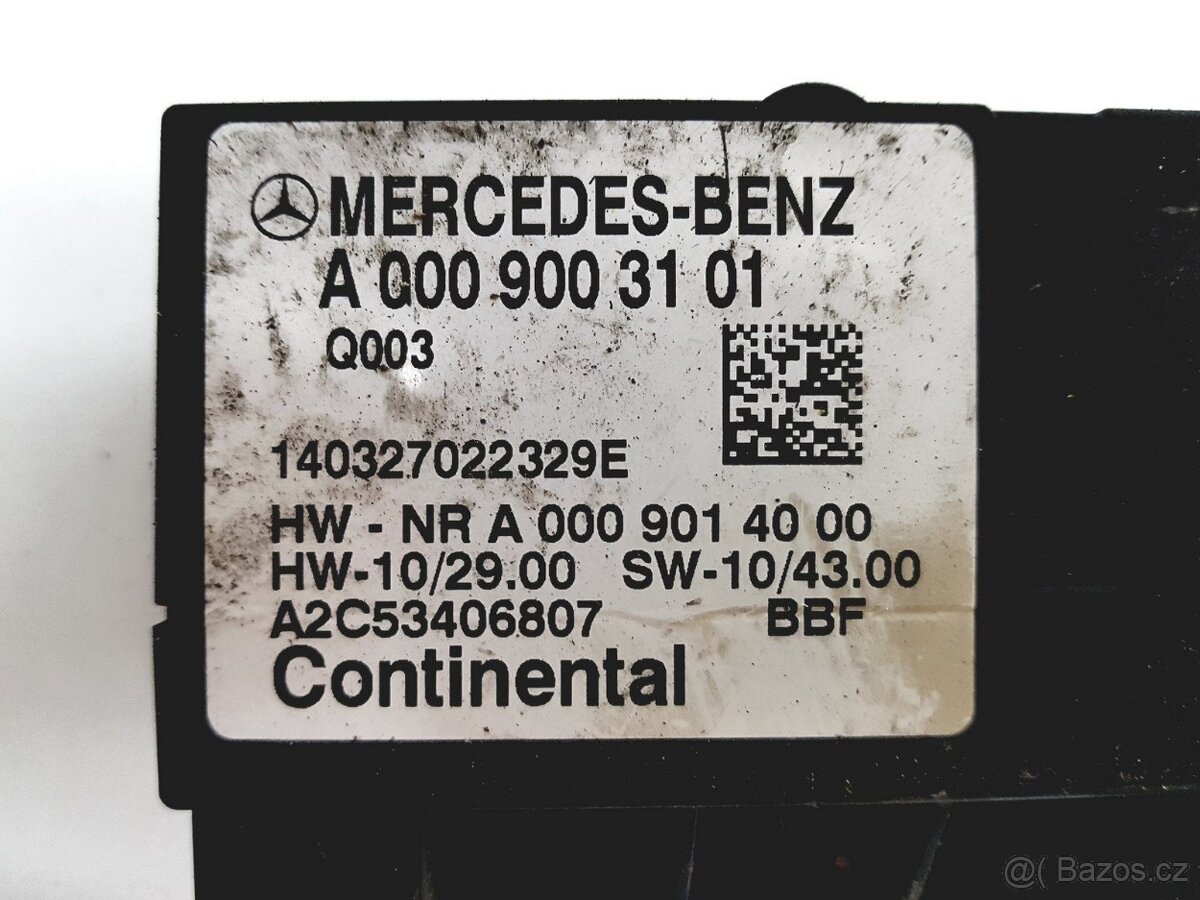 MERCEDES-BENZ
A 000 900 31 01
Q003
140327022329E
HW - NR A 000 901 40 00
HW-10/29.00 SW-10/43.00
A2C53406807 BBF
Continental
@( Bazos.cz